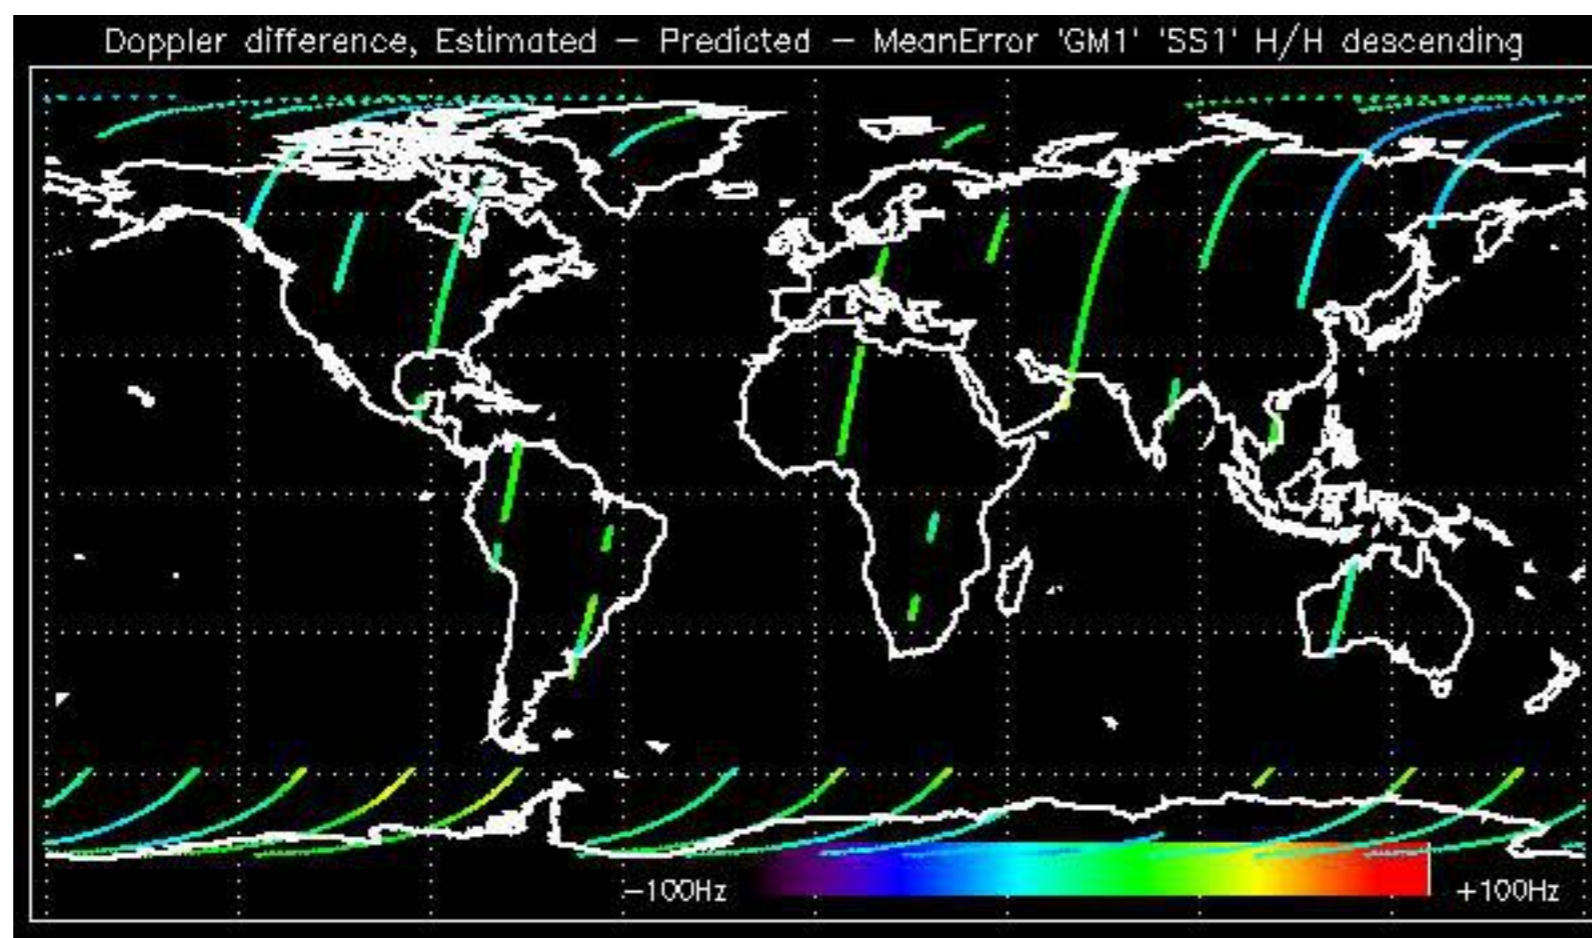 Doppler difference, Estimated – Predicted – MeanError 'GM1' 'SS1' H/H descending
−100Hz
+100Hz